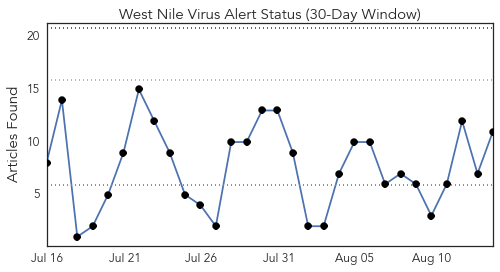 West Nile Virus Alert Status (30-Day Window)
Articles Found
20
15
10
5
Jul 16
Jul 21
Jul 26
Jul 31
Aug 05
Aug 10